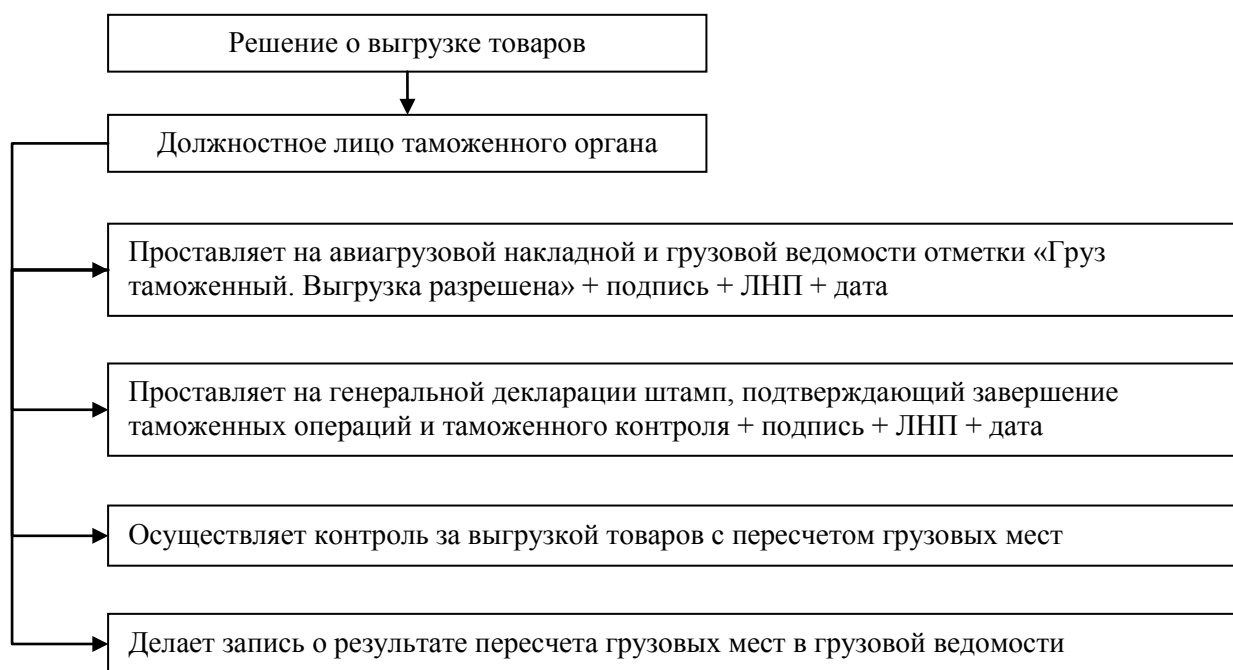 Решение о выгрузке товаров
Должностное лицо таможенного органа
Проставляет на авиагрузовой накладной и грузовой ведомости отметки «Груз
таможенный. Выгрузка разрешена» + подпись + ЛНП + дата
Проставляет на генеральной декларации штамп, подтверждающий завершение
таможенных операций и таможенного контроля + подпись + ЛНП + дата
Осуществляет контроль за выгрузкой товаров с пересчетом грузовых мест
Делает запись о результате пересчета грузовых мест в грузовой ведомости